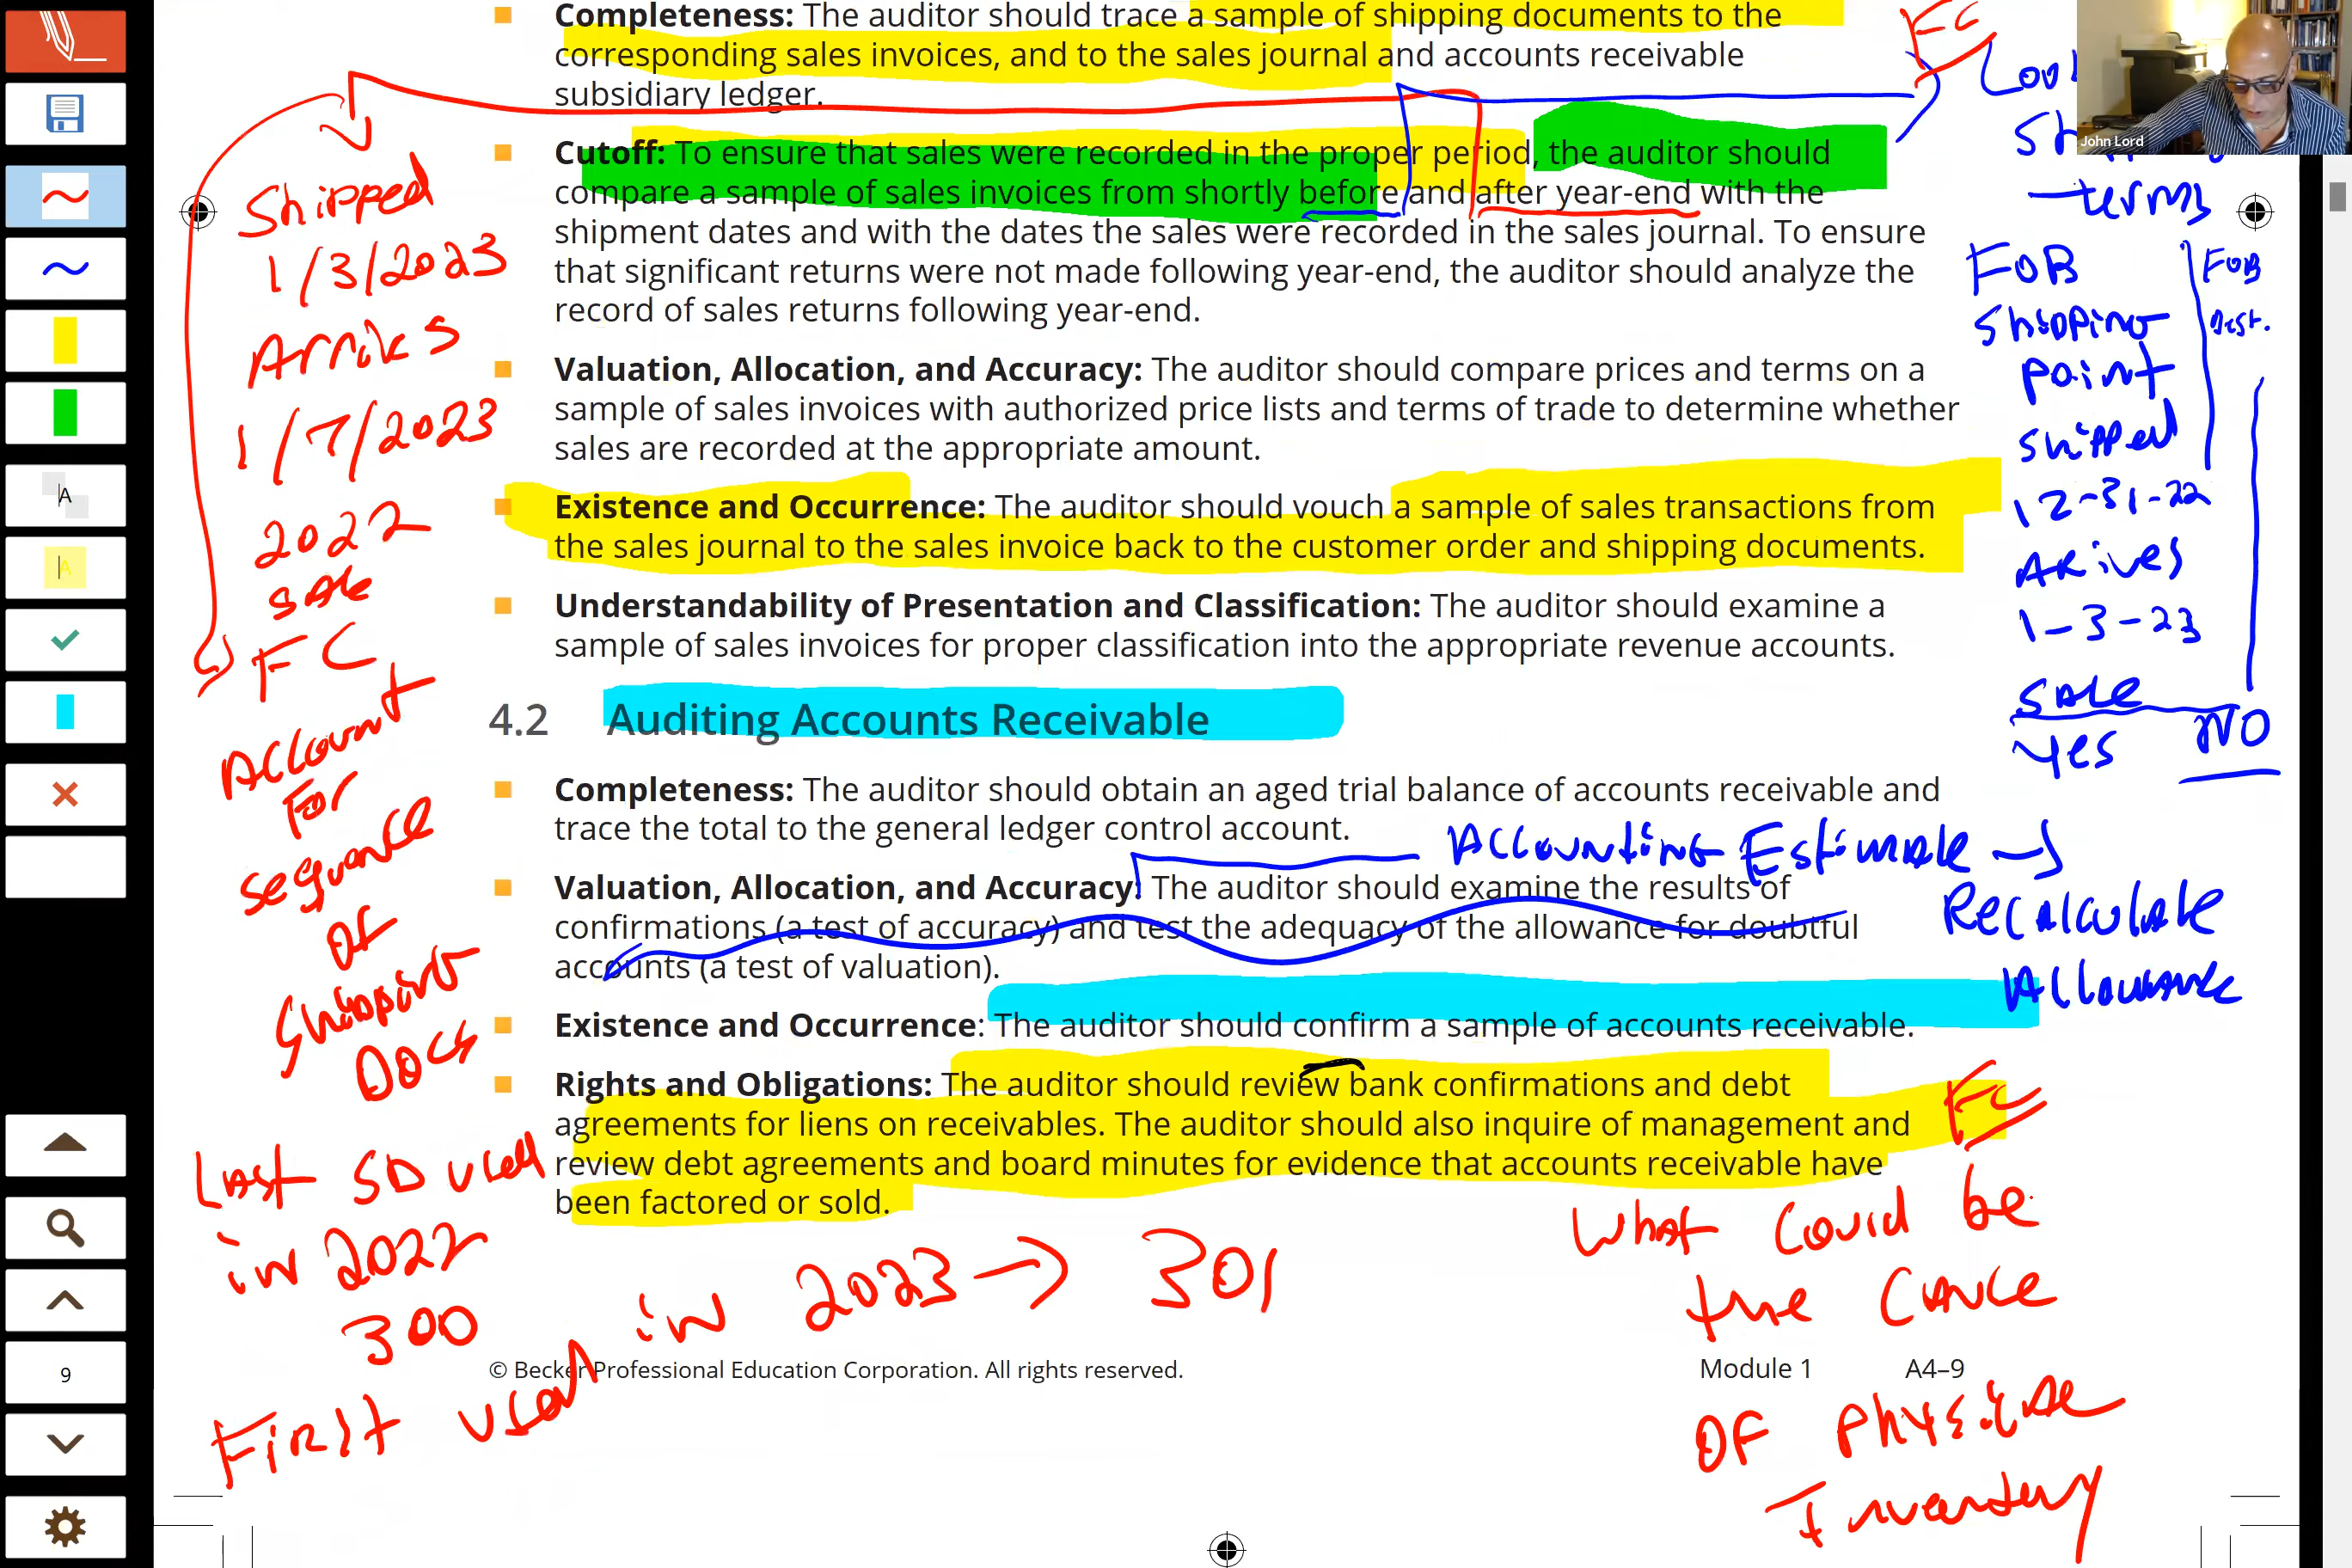 Completeness: The auditor should trace a sample of shipping documents to the
corresponding sales invoices, and to the sales journal and accounts receivable
subsidiary ledger.
Cutoff: To ensure that sales were recorded in the proper period, the auditor should
compare a sample of sales invoices from shortly before and after year-end with the
shipment dates and with the dates the sales were recorded in the sales journal. To ensure
that significant returns were not made following year-end, the auditor should analyze the
record of sales returns following year-end.
Valuation, Allocation, and Accuracy: The auditor should compare prices and terms on a
sample of sales invoices with authorized price lists and terms of trade to determine whether
sales are recorded at the appropriate amount.
Existence and Occurrence: The auditor should vouch a sample of sales transactions from
the sales journal to the sales invoice back to the customer order and shipping documents.
Understandability of Presentation and Classification: The auditor should examine a
sample of sales invoices for proper classification into the appropriate revenue accounts.
4.2 Auditing Accounts Receivable
Completeness: The auditor should obtain an aged trial balance of accounts receivable and
trace the total to the general ledger control account.
Valuation, Allocation, and Accuracy: The auditor should examine the results of
confirmations (a test of accuracy) and test the adequacy of the allowance for doubtful
accounts (a test of valuation).
Existence and Occurrence: The auditor should confirm a sample of accounts receivable.
Rights and Obligations: The auditor should review bank confirmations and debt
agreements for liens on receivables. The auditor should also inquire of management and
review debt agreements and board minutes for evidence that accounts receivable have
been factored or sold.
© Becker Professional Education Corporation. All rights reserved.
Module 1 A4–9
Shipped
1/3/2023
Arrives
1/7/2023
2022
Sale
FC
Account
For
sequence
of
Shipping
Docs
Last SD used
in 2022
300
First used in 2023 → 301
FC
terms
FOB
Shipping
point
Shipped
12-31-22
Arives
1-3-23
Sale
Yes
FOB
Dest.
NO
Accounting Estimate →
Recalculate
Allowance
FC
What could be
the
of Physical
Inventory
John Lord
A
A
9